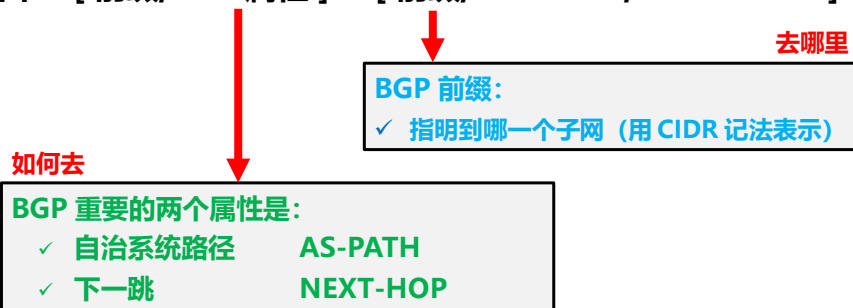 去哪里
BGP 前缀：
✓ 指明到哪一个子网（用 CIDR 记法表示）
如何去
BGP 重要的两个属性是：
✓ 自治系统路径 AS-PATH
✓ 下一跳 NEXT-HOP